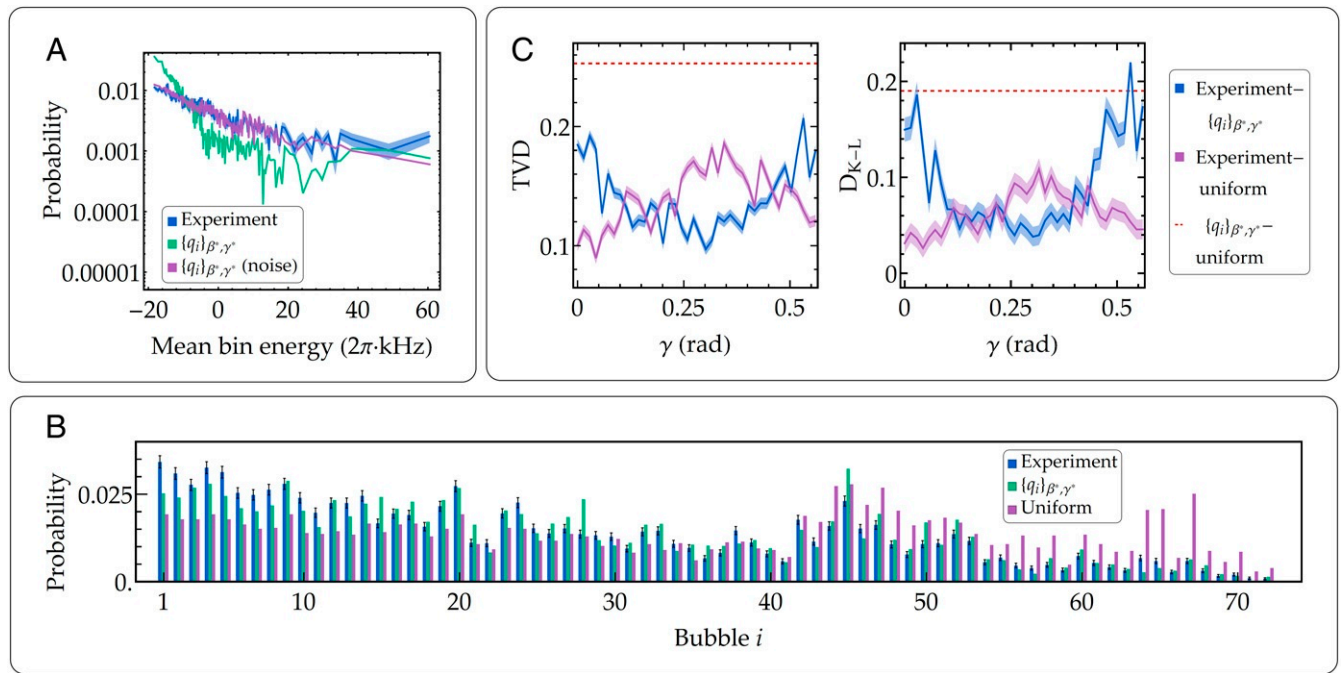 A
Probability
0.01
0.001
0.0001
0.00001
Experiment
{qᵢ}β*,γ*
{qᵢ}β*,γ* (noise)
−20 0 20 40 60
Mean bin energy (2π·kHz)
C
TVD
0.2
0.1
0 0.25 0.5
γ (rad)
D_K–L
0.2
0.1
0
0 0.25 0.5
γ (rad)
Experiment–
{qᵢ}β*,γ*
Experiment–
uniform
{qᵢ}β*,γ*–
uniform
B
Probability
0.025
0.
Experiment
{qᵢ}β*,γ*
Uniform
1 10 20 30 40 50 60 70
Bubble i